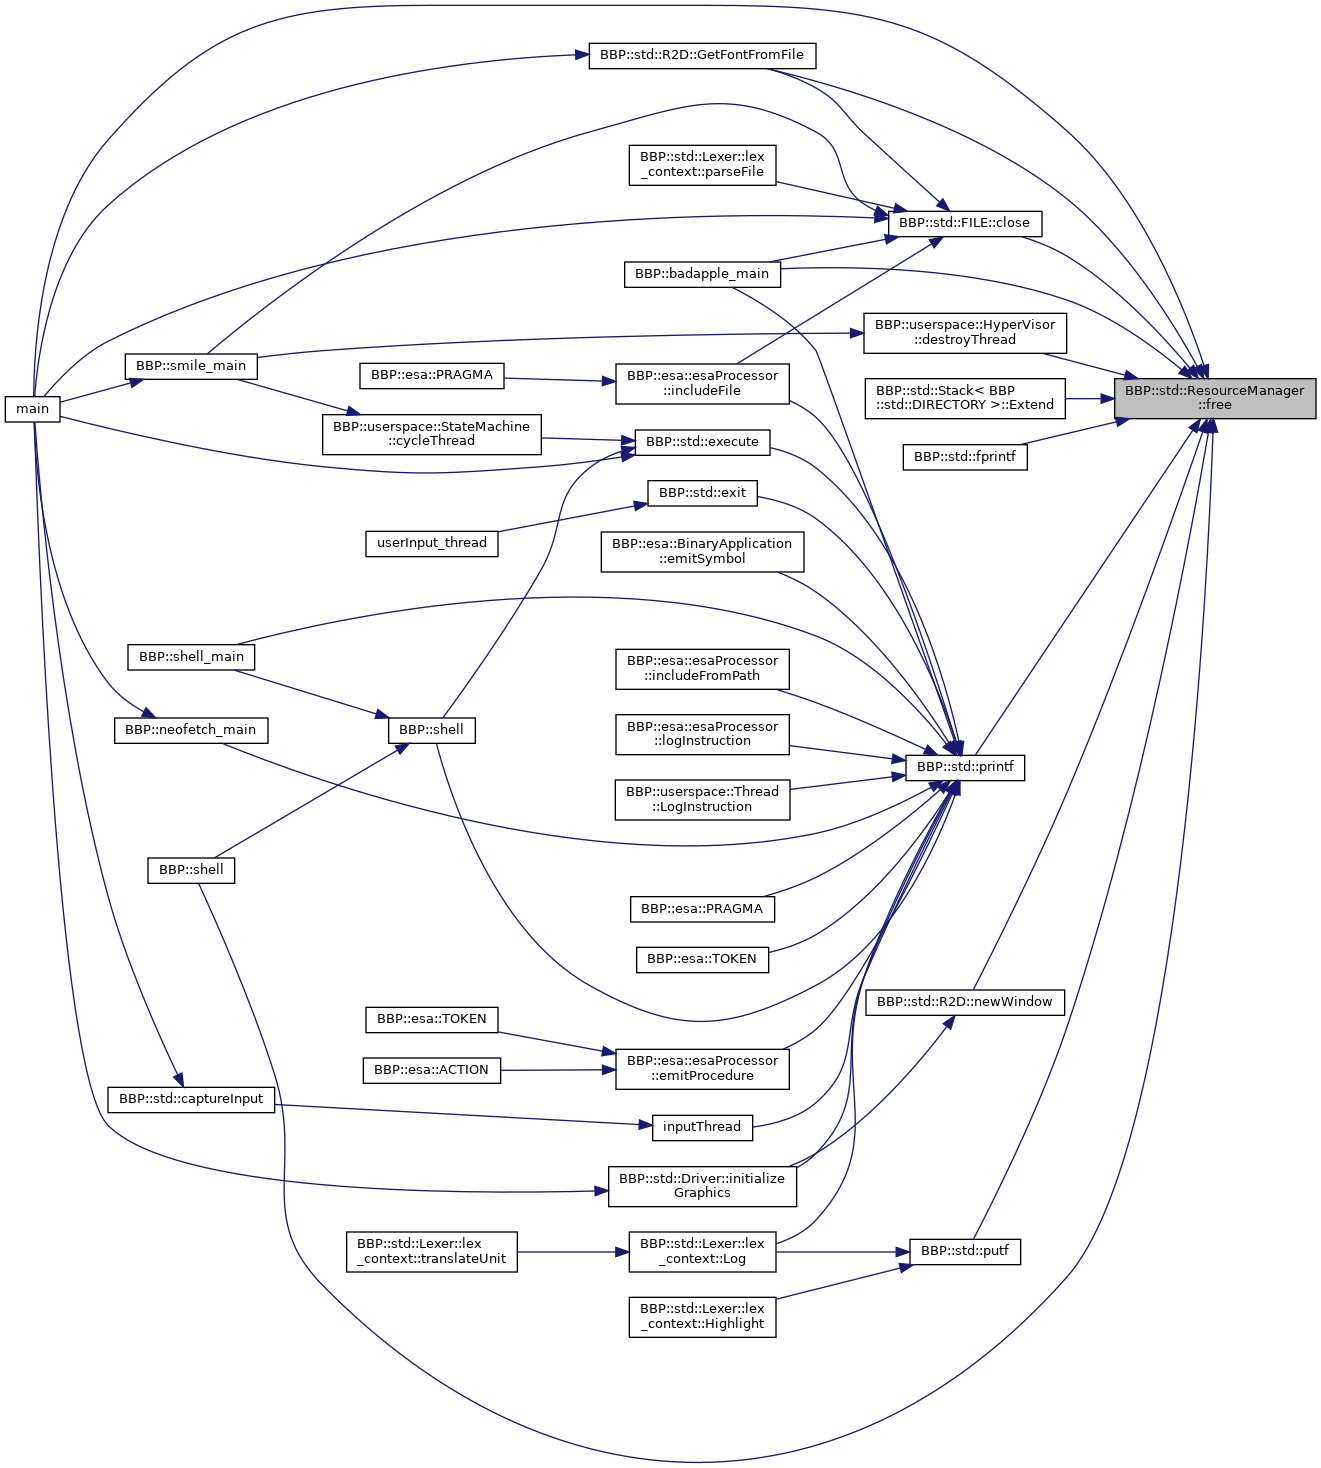 BBP::std::R2D::GetFontFromFile
BBP::std::Lexer::lex
_context::parseFile
BBP::std::FILE::close
BBP::badapple_main
BBP::userspace::HyperVisor
::destroyThread
BBP::smile_main
BBP::esa::PRAGMA
BBP::esa::esaProcessor
::includeFile
BBP::std::Stack< BBP
::std::DIRECTORY >::Extend
BBP::std::ResourceManager
::free
main
BBP::userspace::StateMachine
::cycleThread
BBP::std::execute
BBP::std::fprintf
BBP::std::exit
userInput_thread
BBP::esa::BinaryApplication
::emitSymbol
BBP::shell_main
BBP::esa::esaProcessor
::includeFromPath
BBP::neofetch_main
BBP::shell
BBP::esa::esaProcessor
::logInstruction
BBP::std::printf
BBP::userspace::Thread
::LogInstruction
BBP::shell
BBP::esa::PRAGMA
BBP::esa::TOKEN
BBP::std::R2D::newWindow
BBP::esa::TOKEN
BBP::esa::ACTION
BBP::esa::esaProcessor
::emitProcedure
BBP::std::captureInput
inputThread
BBP::std::Driver::initialize
Graphics
BBP::std::Lexer::lex
_context::translateUnit
BBP::std::Lexer::lex
_context::Log
BBP::std::putf
BBP::std::Lexer::lex
_context::Highlight